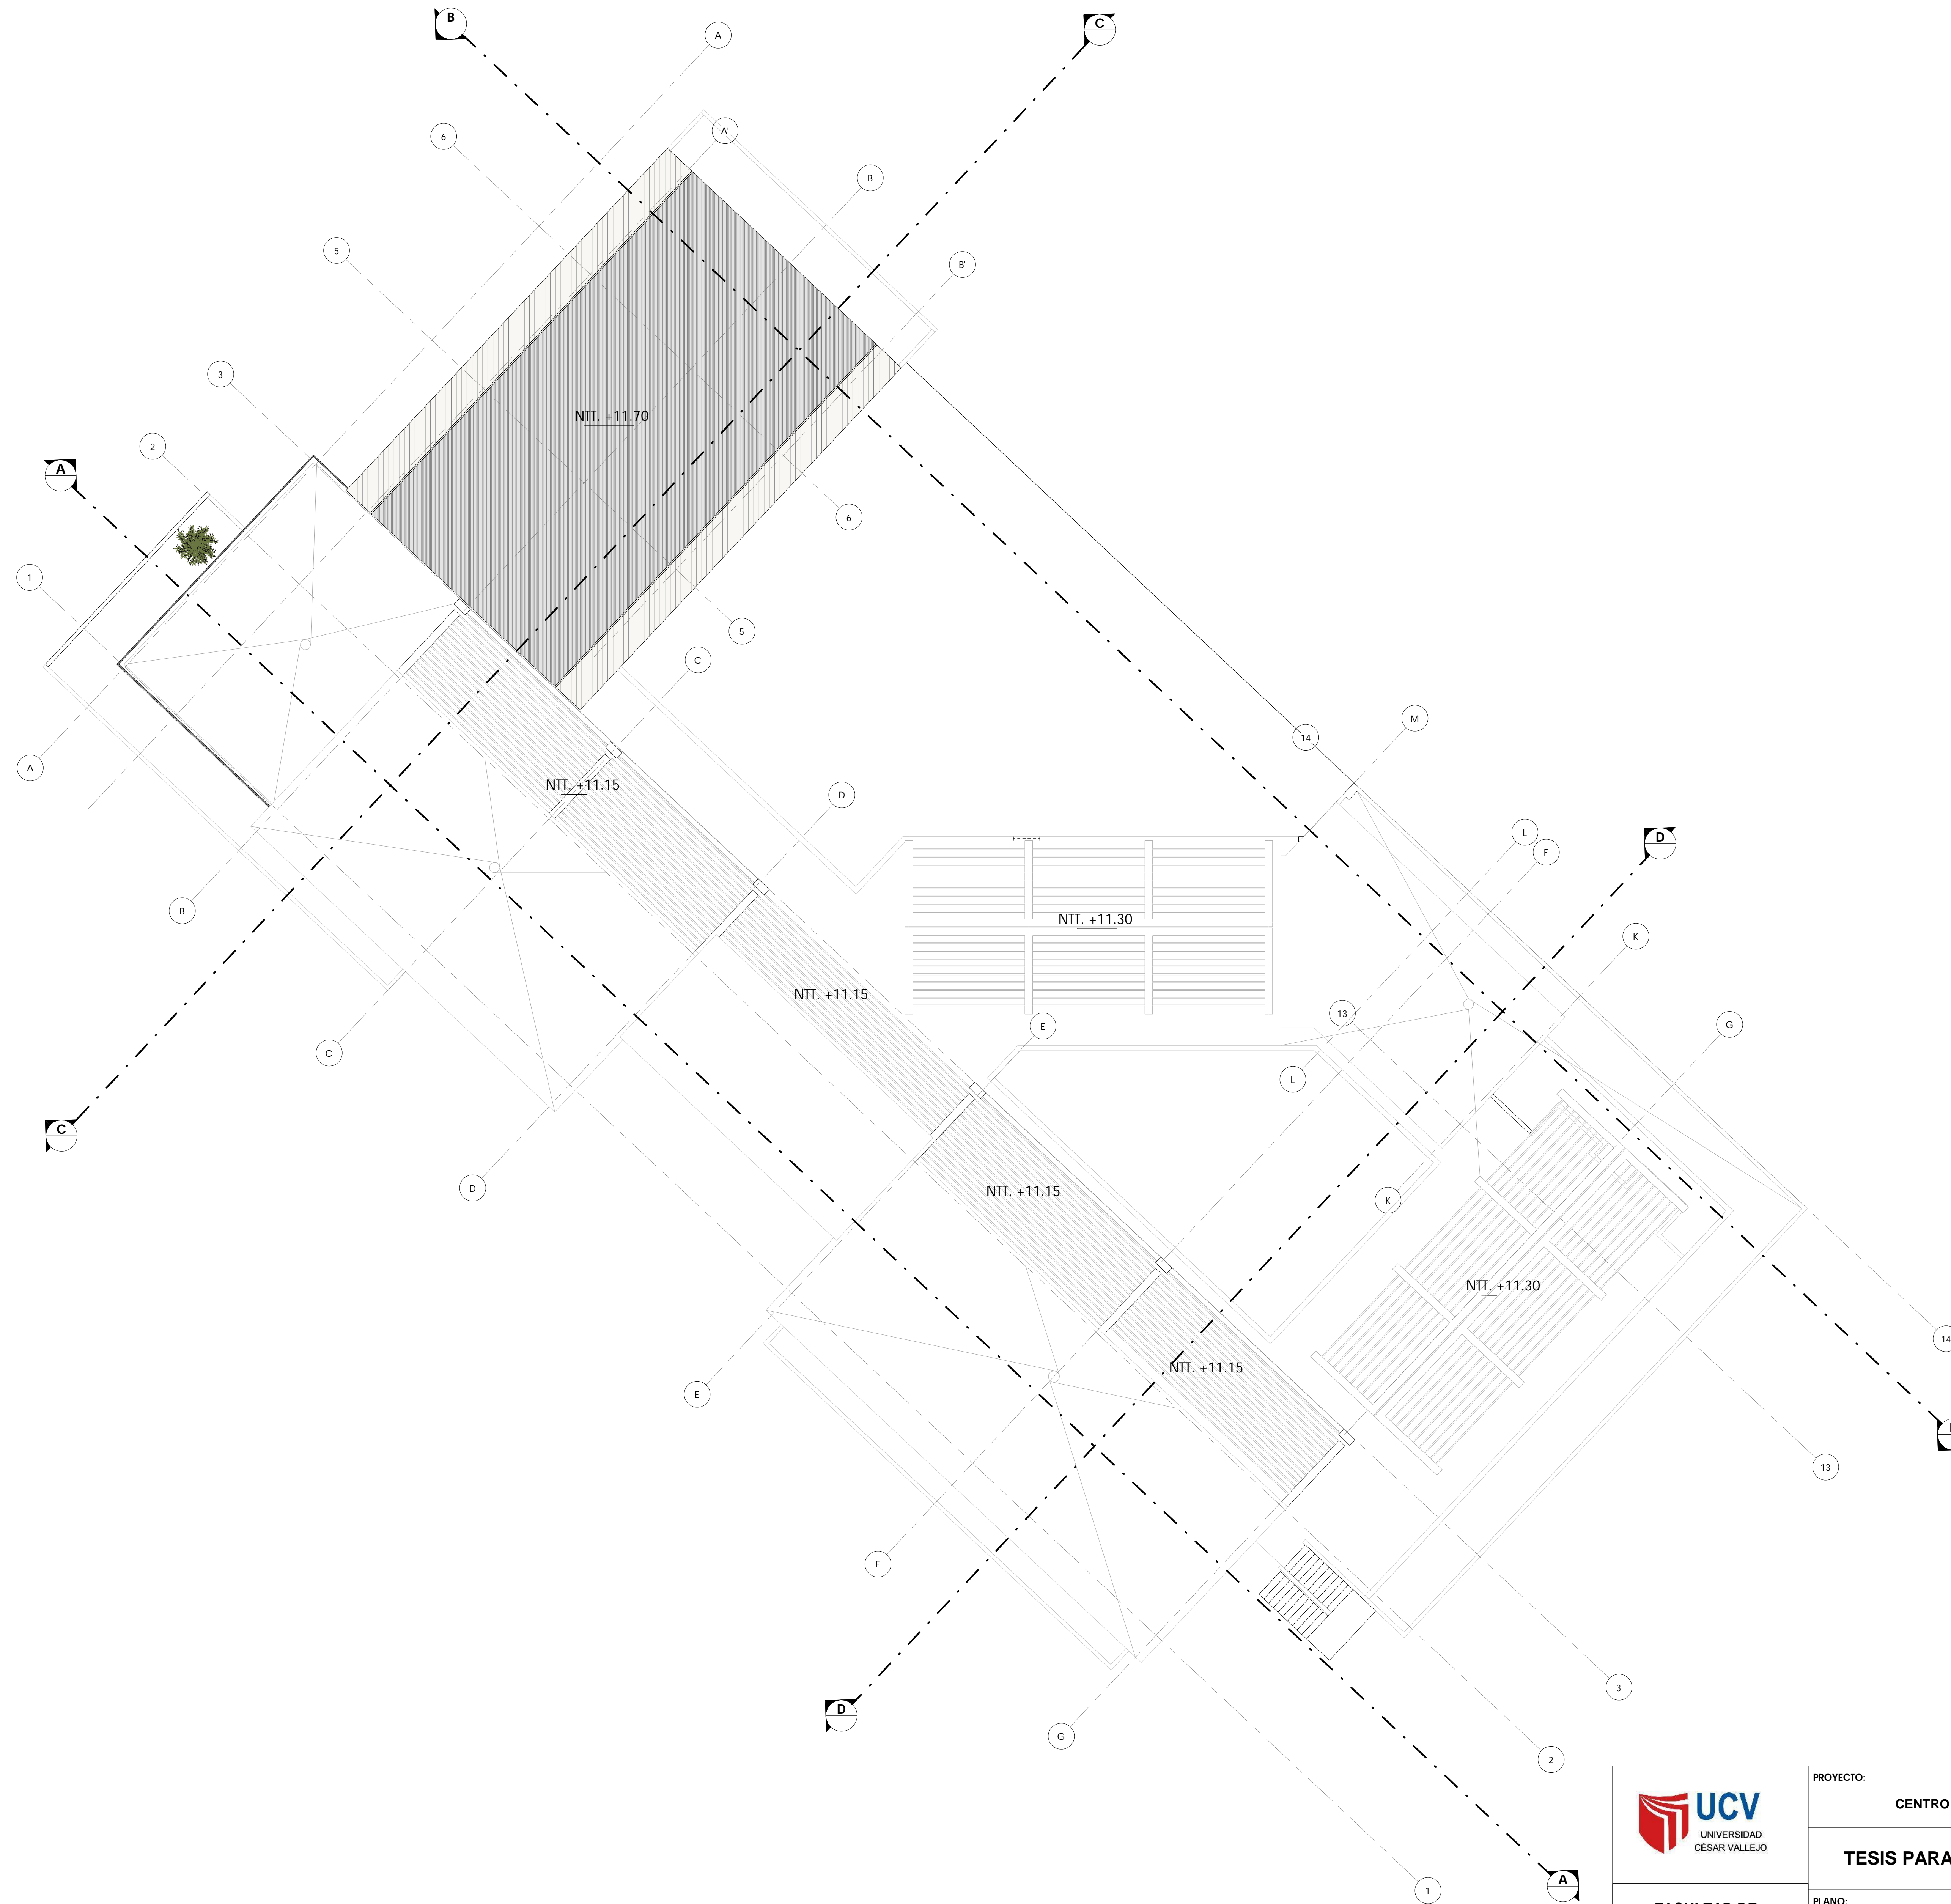 B
C
A
A'
6
B
5
B'
3
NTT. +11.70
2
A
6
1
5
C
M
14
A
NTT. +11.15
D
L
F
D
B
NTT. +11.30
K
NTT. +11.15
13
G
E
C
L
C
D
NTT. +11.15
K
NTT. +11.30
14
NTT. +11.15
E
13
F
3
D
G
2
A
1
UCV
UNIVERSIDAD
CÉSAR VALLEJO
PROYECTO:
CENTRO
TESIS PARA
PLANO: